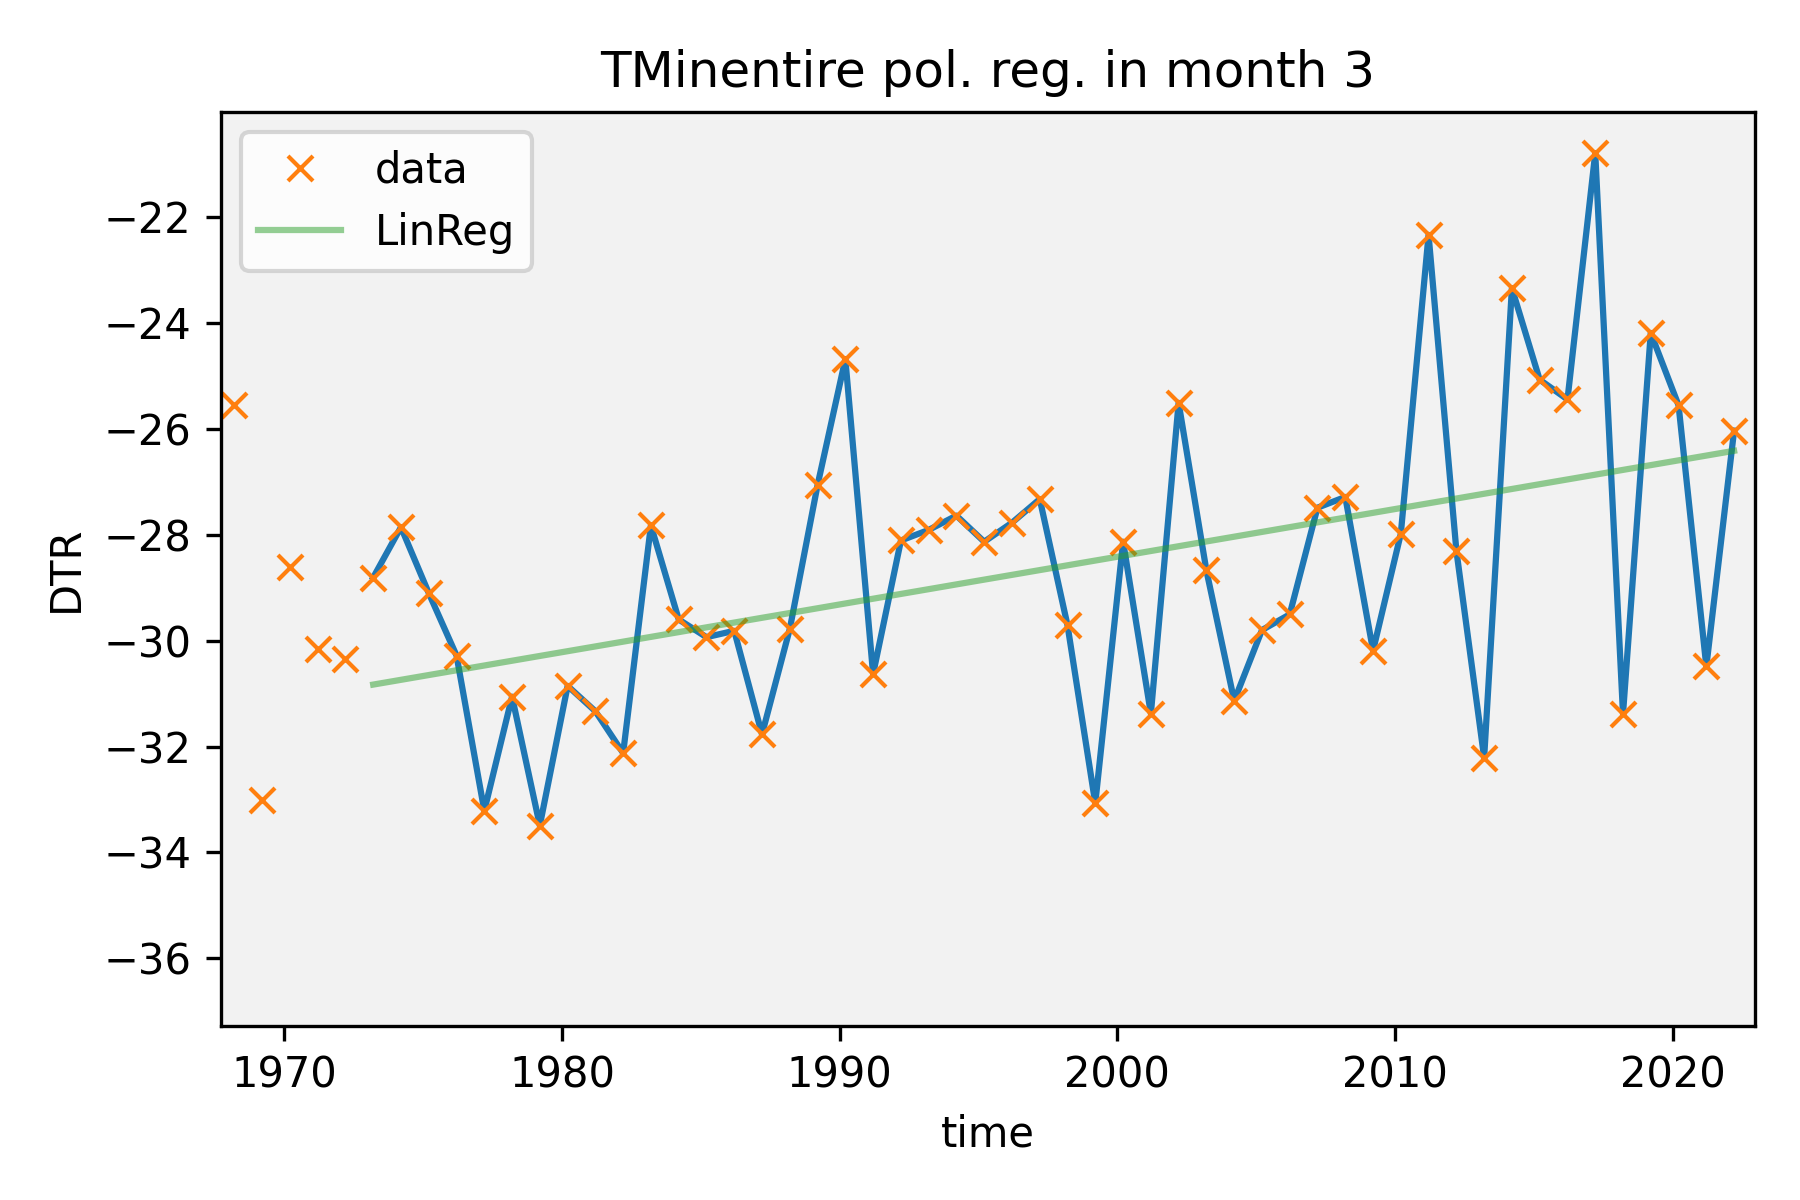 TMinentire pol. reg. in month 3
data
LinReg
DTR
−22
−24
−26
−28
−30
−32
−34
−36
1970 1980 1990 2000 2010 2020
time